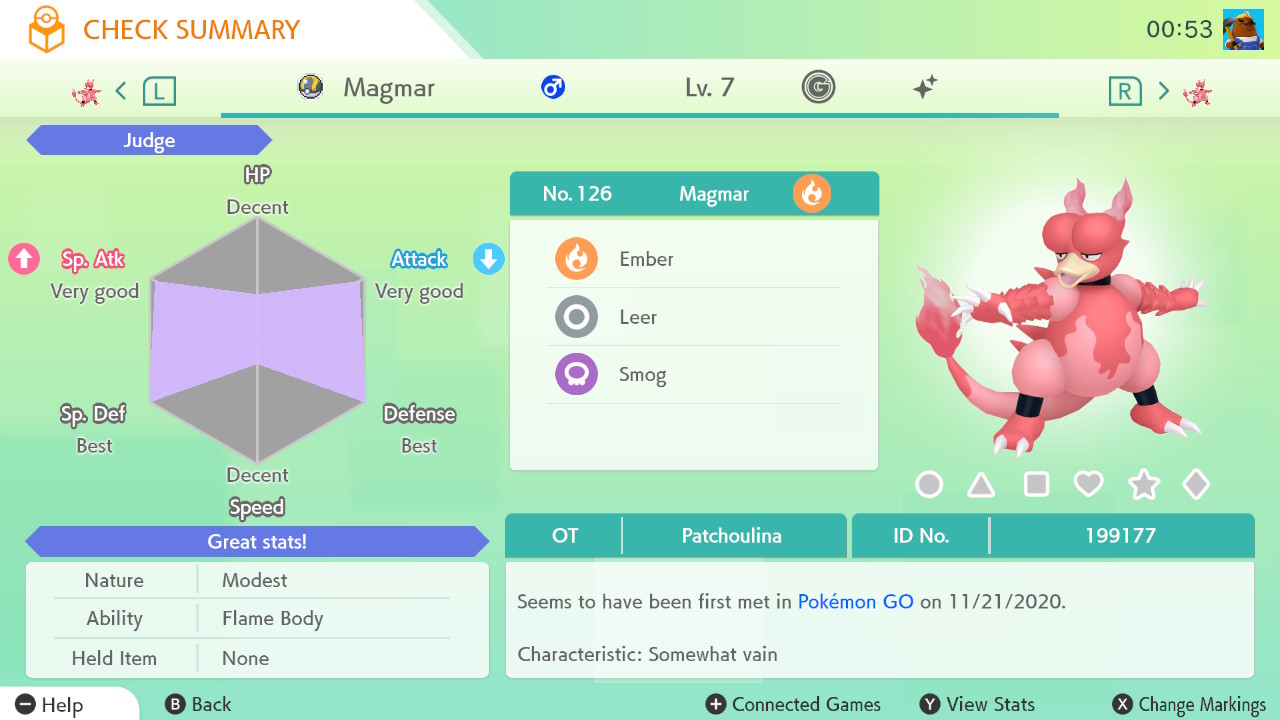 CHECK SUMMARY
00:53
L
Magmar
Lv. 7
G
R
Judge
HP
Decent
Sp. Atk
Very good
Attack
Very good
Sp. Def
Best
Defense
Best
Decent
Speed
Great stats!
Nature Modest
Ability Flame Body
Held Item None
No. 126 Magmar
Ember
Leer
Smog
OT Patchoulina
ID No. 199177
Seems to have been first met in Pokémon GO on 11/21/2020.
Characteristic: Somewhat vain
Help
B Back
Connected Games
Y View Stats
X Change Markings